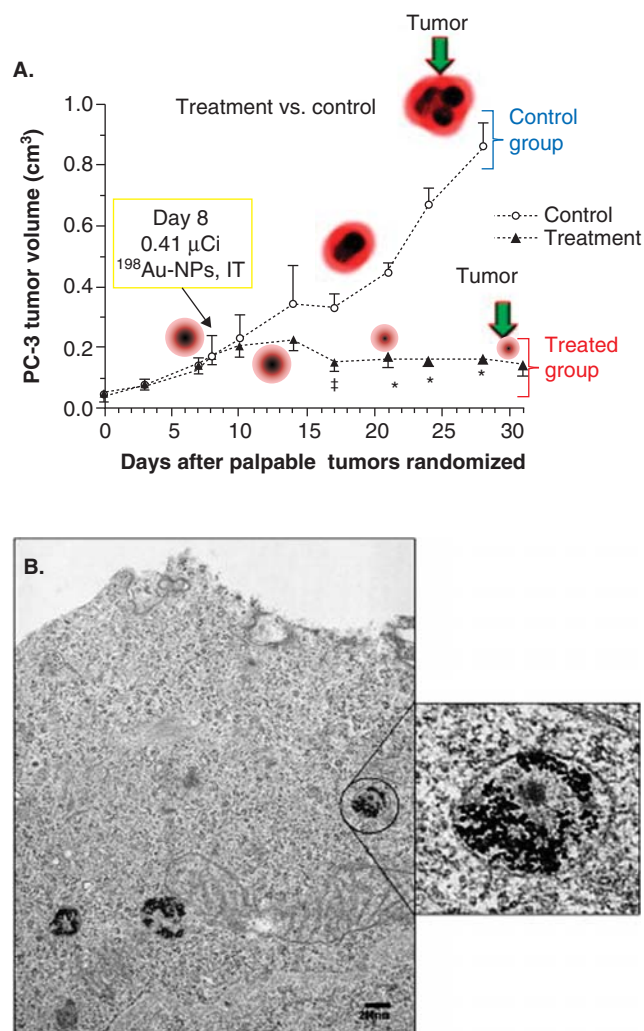 A.
Tumor
Treatment vs. control
Control
group
1.0
0.8
0.6
0.4
0.2
0.0
PC-3 tumor volume (cm³)
Day 8
0.41 μCi
¹⁹⁸Au-NPs, IT
Control
Treatment
Tumor
Treated
group
‡
*
*
*
0
5
10
15
20
25
30
Days after palpable tumors randomized
B.